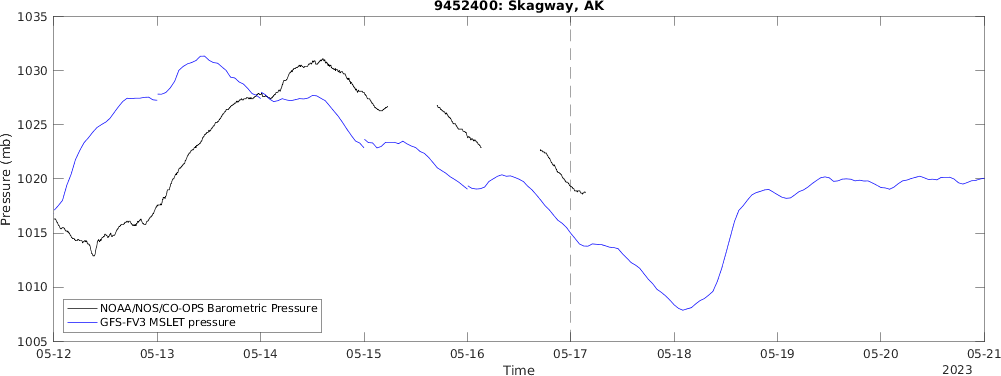 9452400: Skagway, AK
Pressure (mb)
1035
1030
1025
1020
1015
1010
1005
NOAA/NOS/CO-OPS Barometric Pressure
GFS-FV3 MSLET pressure
05-12 05-13 05-14 05-15 05-16 05-17 05-18 05-19 05-20 05-21
Time
2023